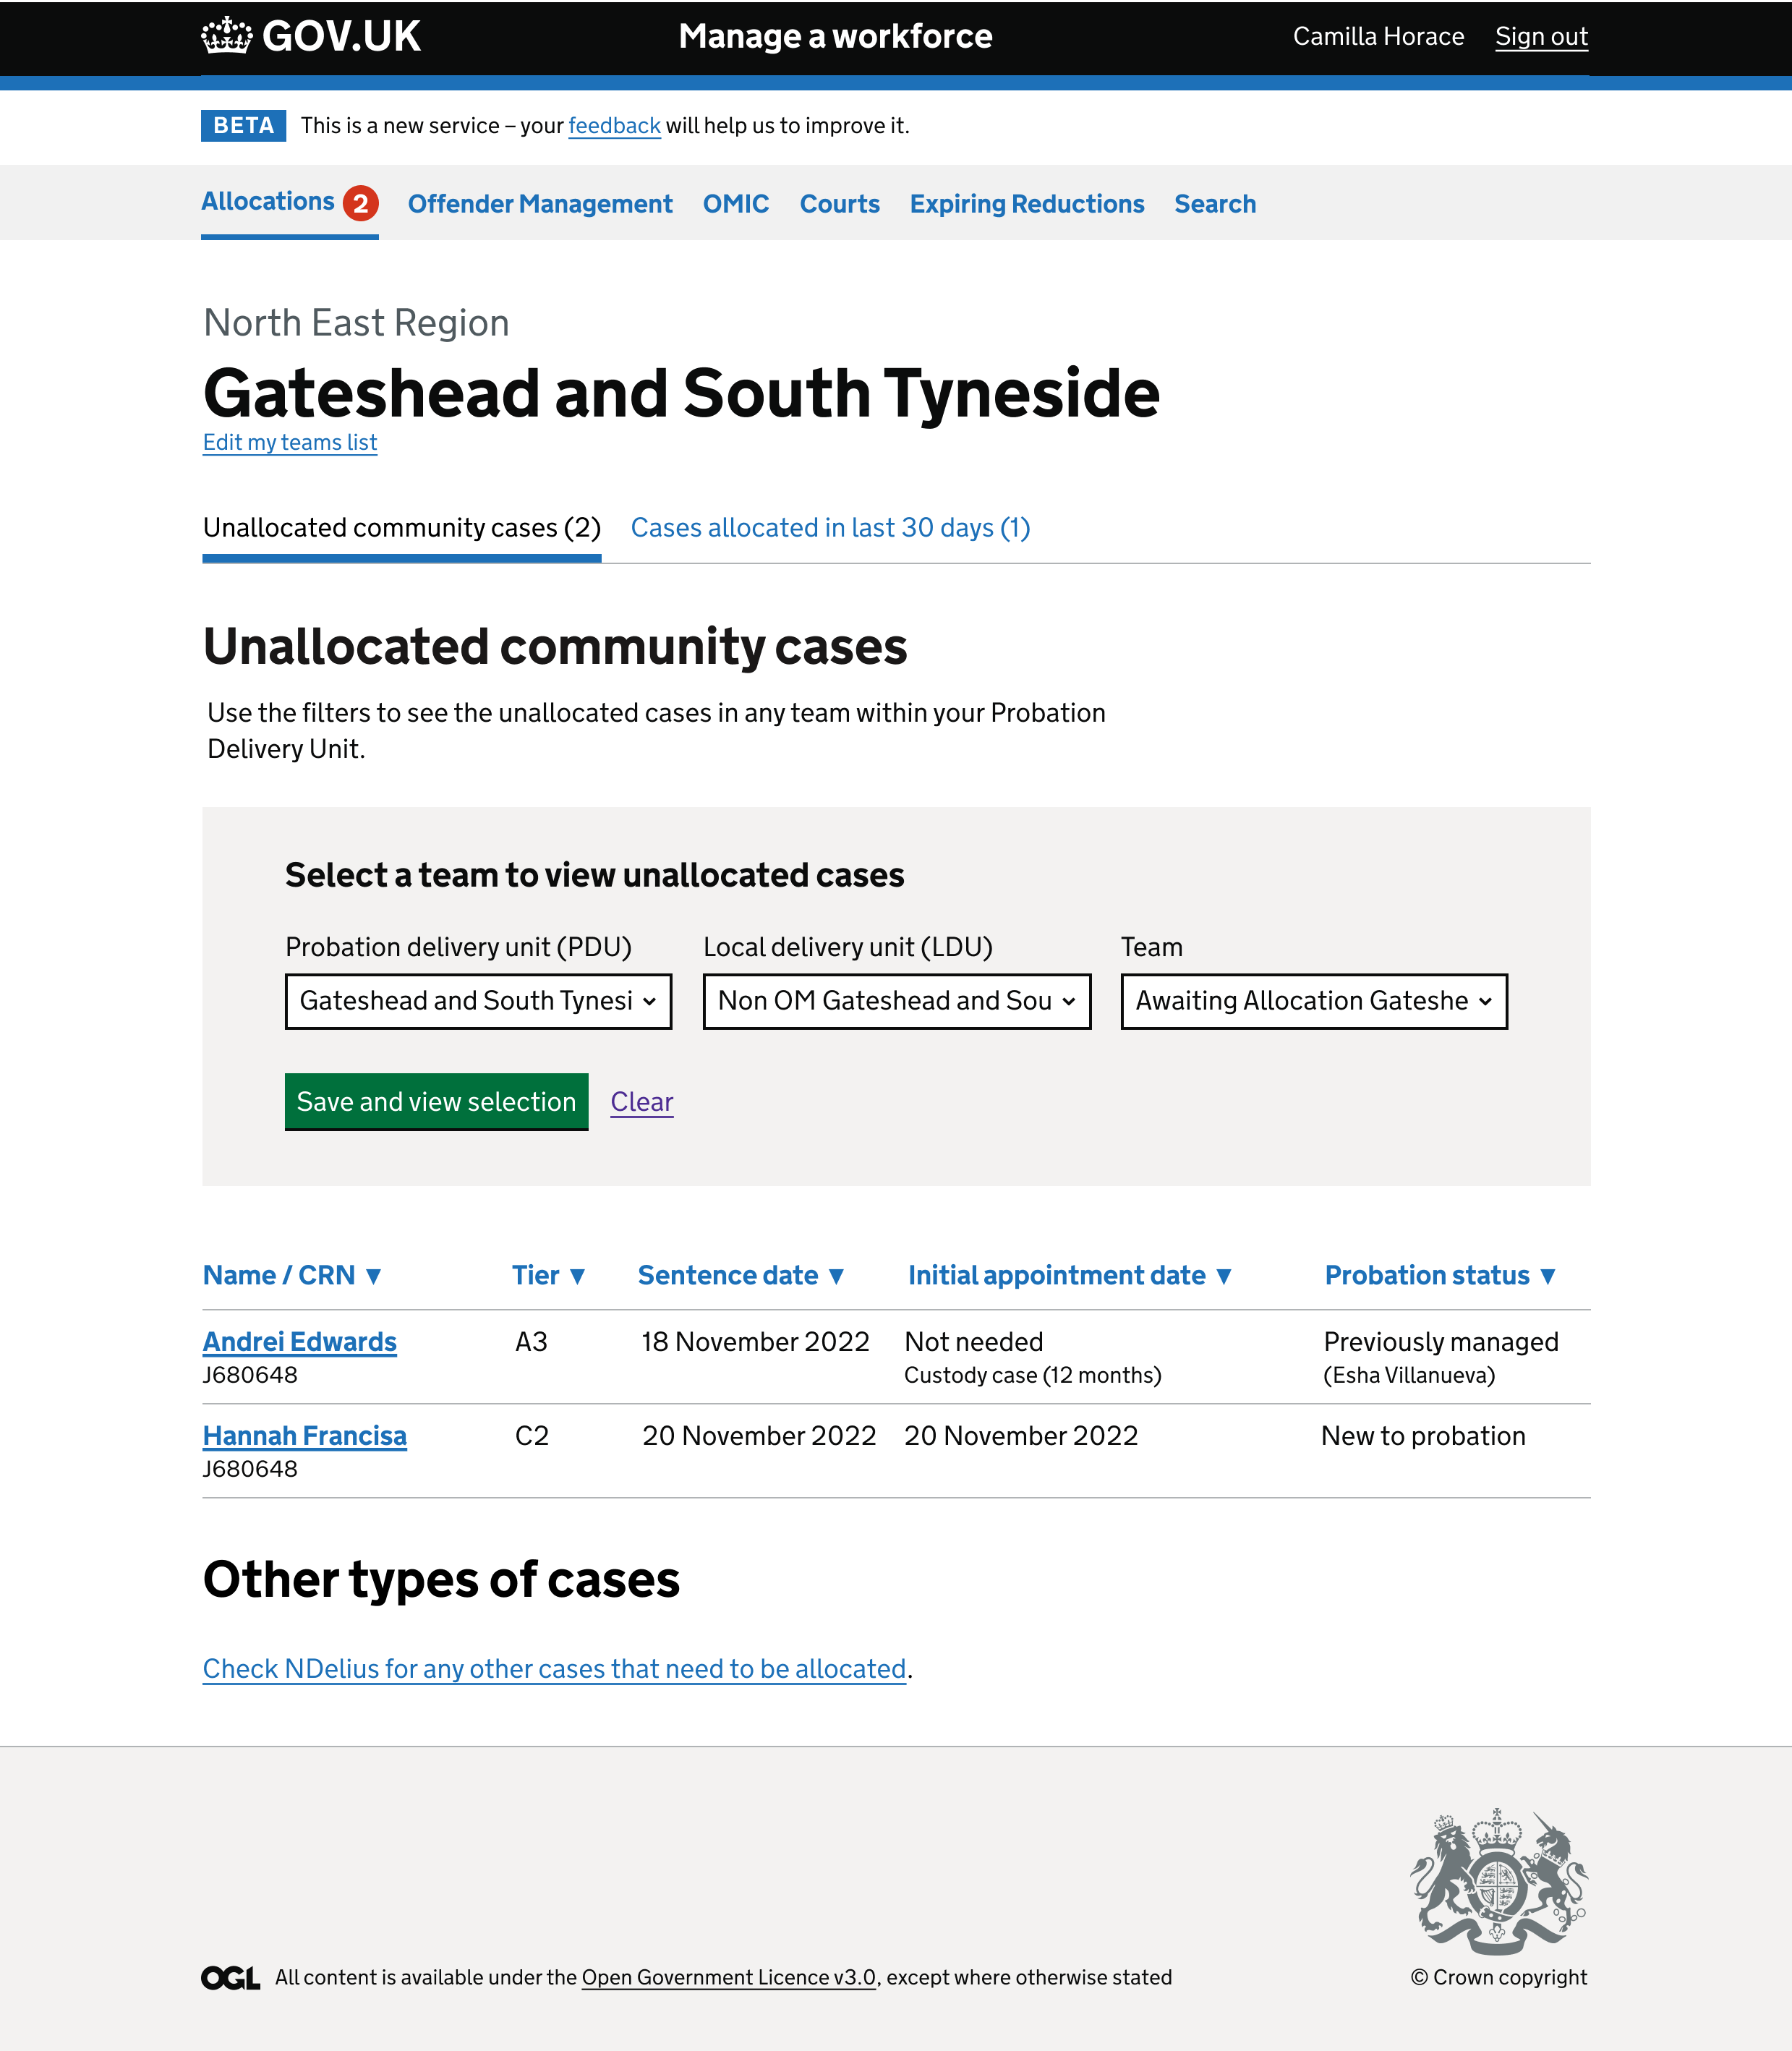 GOV.UK Manage a workforce Camilla Horace Sign out
BETA This is a new service – your feedback will help us to improve it.
Allocations 2 Offender Management OMIC Courts Expiring Reductions Search
North East Region
Gateshead and South Tyneside
Edit my teams list
Unallocated community cases (2) Cases allocated in last 30 days (1)
Unallocated community cases
Use the filters to see the unallocated cases in any team within your Probation
Delivery Unit.
Select a team to view unallocated cases
Probation delivery unit (PDU) Local delivery unit (LDU) Team
Gateshead and South Tynesi Non OM Gateshead and Sou Awaiting Allocation Gateshe
Save and view selection Clear
Name / CRN ▼ Tier ▼ Sentence date ▼ Initial appointment date ▼ Probation status ▼
Andrei Edwards A3 18 November 2022 Not needed Previously managed
J680648 Custody case (12 months) (Esha Villanueva)
Hannah Francisa C2 20 November 2022 20 November 2022 New to probation
J680648
Other types of cases
Check NDelius for any other cases that need to be allocated.
OGL All content is available under the Open Government Licence v3.0, except where otherwise stated © Crown copyright